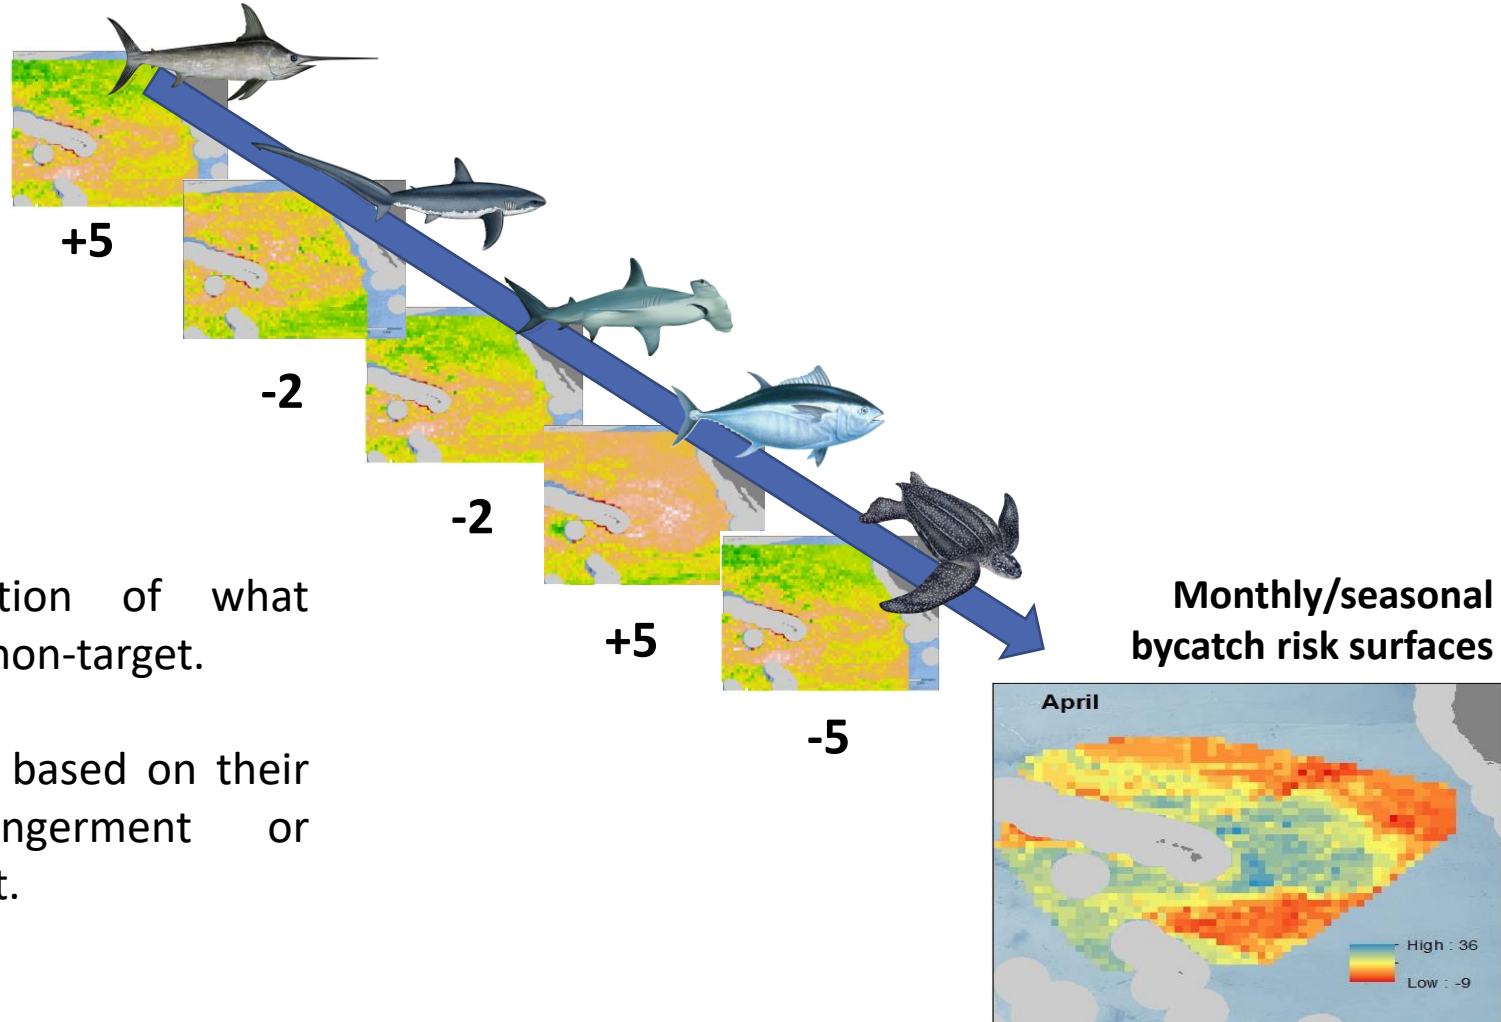 +5
-2
-2
+5
-5
tion of what
non-target.
based on their
ngerment or
t.
Monthly/seasonal
bycatch risk surfaces
April
High : 36
Low : -9